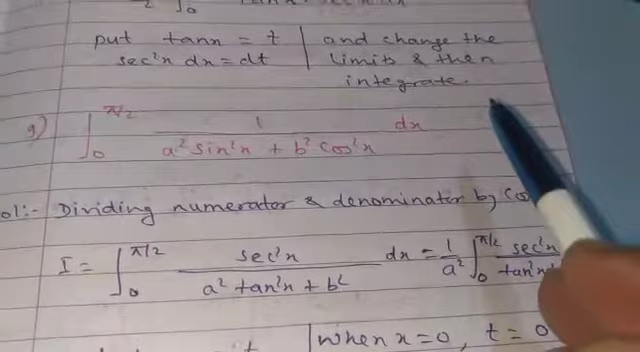 put tanx = t | and change the
sec²x dx = dt | limits & then
integrate.
9) ∫₀^π/2 1 / (a² sin²x + b² cos²x) dx
ol:- Dividing numerator & denominator by
I = ∫₀^π/2 sec²x / (a² tan²x + b²) dx = 1/a² ∫₀^π/2 sec²x / tan²x
t | when x = 0, t = 0